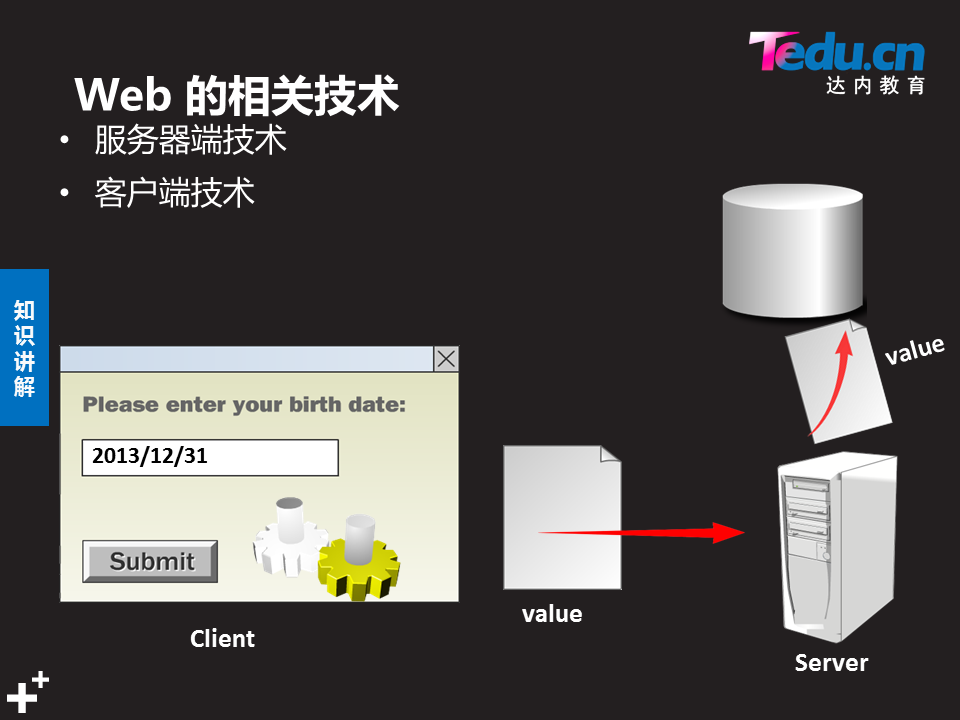 Tedu.cn
达内教育
Web 的相关技术
• 服务器端技术
• 客户端技术
知识讲解
Please enter your birth date:
2013/12/31
Submit
Client
value
value
Server